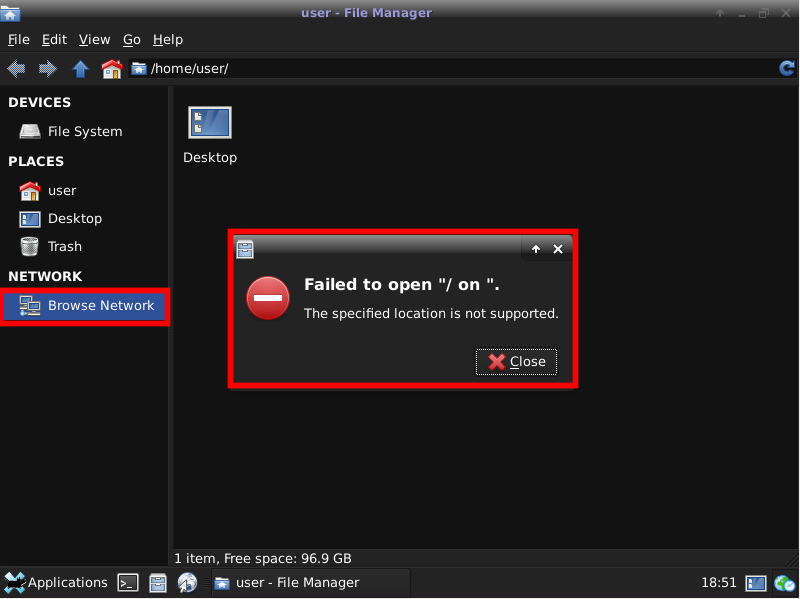 user - File Manager
File Edit View Go Help
/home/user/
DEVICES
File System
PLACES
user
Desktop
Trash
NETWORK
Browse Network
Desktop
Failed to open "/ on ".
The specified location is not supported.
Close
1 item, Free space: 96.9 GB
Applications user - File Manager 18:51